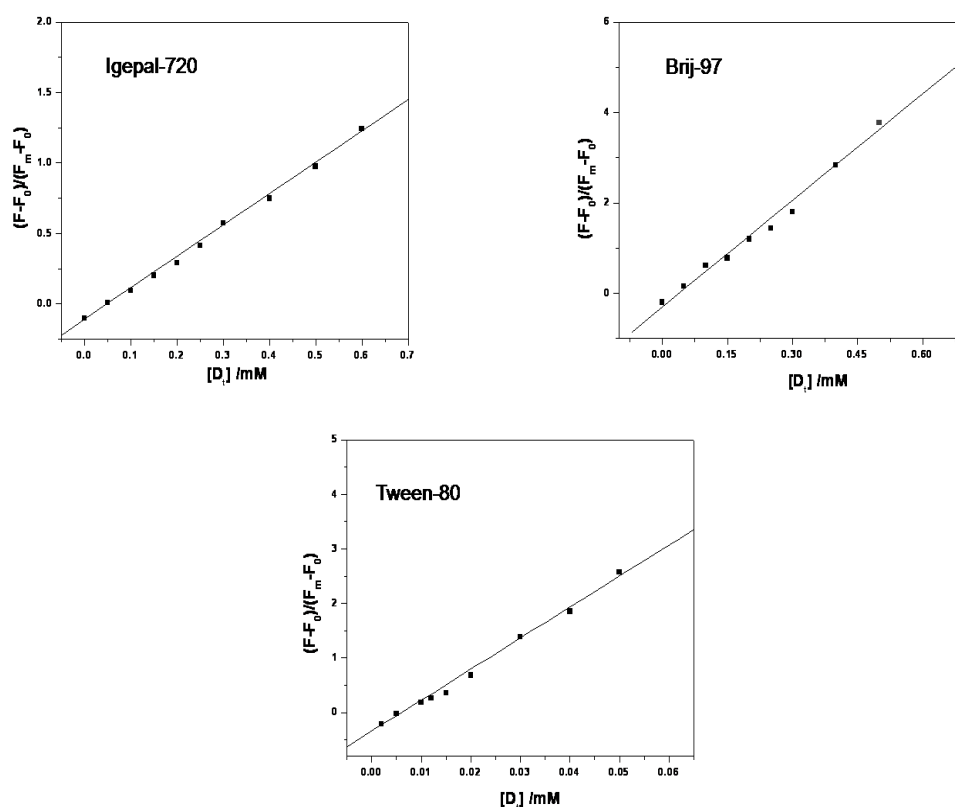 Igepal-720
(F-F0)/(Fm-F0)
2.0
1.5
1.0
0.5
0.0
0.0 0.1 0.2 0.3 0.4 0.5 0.6 0.7
[Dt] /mM
Brij-97
(F-F0)/(Fm-F0)
6
4
2
0
0.00 0.15 0.30 0.45 0.60
[Dt] /mM
Tween-80
(F-F0)/(Fm-F0)
5
4
3
2
1
0
0.00 0.01 0.02 0.03 0.04 0.05 0.06
[Dt] /mM